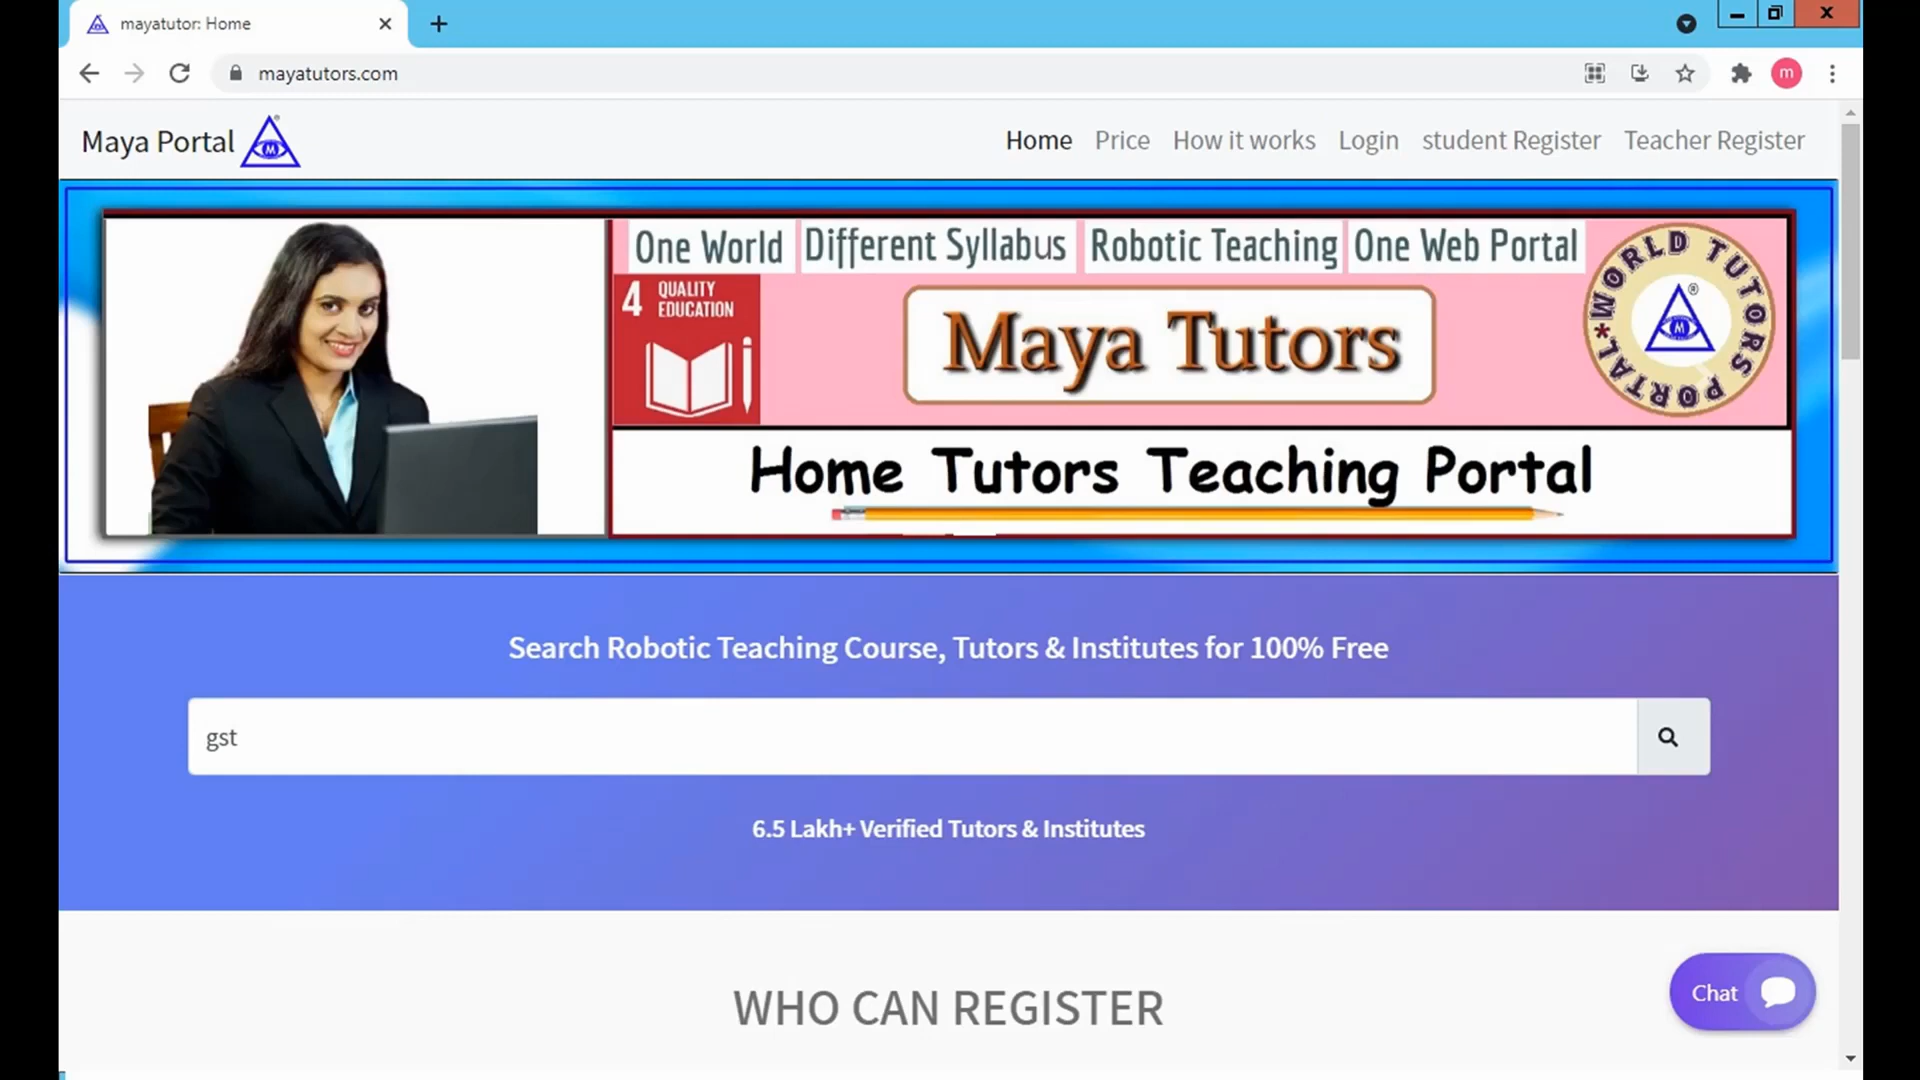 mayatutor: Home
mayatutors.com
m
Maya Portal
Home Price How it works Login student Register Teacher Register
One World Different Syllabus Robotic Teaching One Web Portal
4 QUALITY EDUCATION
Maya Tutors
*WORLD TUTORS PORTAL
M
Home Tutors Teaching Portal
Search Robotic Teaching Course, Tutors & Institutes for 100% Free
gst
6.5 Lakh+ Verified Tutors & Institutes
WHO CAN REGISTER
Chat